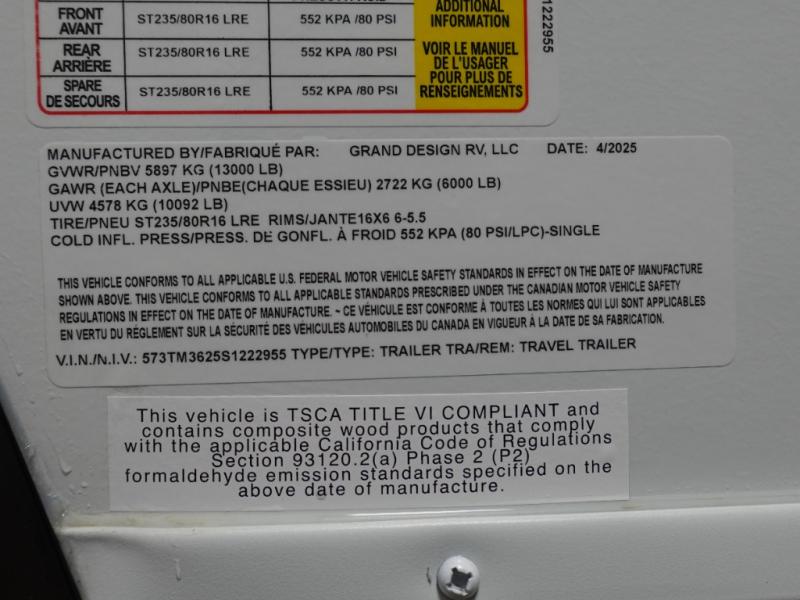 ADDITIONAL
INFORMATION
FRONT
AVANT
ST235/80R16 LRE
552 KPA /80 PSI
REAR
ARRIÈRE
ST235/80R16 LRE
552 KPA /80 PSI
VOIR LE MANUEL
DE L'USAGER
POUR PLUS DE
RENSEIGNEMENTS
SPARE
DE SECOURS
ST235/80R16 LRE
552 KPA /80 PSI
1222955
MANUFACTURED BY/FABRIQUÉ PAR: GRAND DESIGN RV, LLC DATE: 4/2025
GVWR/PNBV 5897 KG (13000 LB)
GAWR (EACH AXLE)/PNBE(CHAQUE ESSIEU) 2722 KG (6000 LB)
UVW 4578 KG (10092 LB)
TIRE/PNEU ST235/80R16 LRE RIMS/JANTE16X6 6-5.5
COLD INFL. PRESS/PRESS. DE GONFL. À FROID 552 KPA (80 PSI/LPC)-SINGLE
THIS VEHICLE CONFORMS TO ALL APPLICABLE U.S. FEDERAL MOTOR VEHICLE SAFETY STANDARDS IN EFFECT ON THE DATE OF MANUFACTURE
SHOWN ABOVE. THIS VEHICLE CONFORMS TO ALL APPLICABLE STANDARDS PRESCRIBED UNDER THE CANADIAN MOTOR VEHICLE SAFETY
REGULATIONS IN EFFECT ON THE DATE OF MANUFACTURE. ~ CE VÉHICULE EST CONFORME À TOUTES LES NORMES QUI LUI SONT APPLICABLES
EN VERTU DU RÉGLEMENT SUR LA SÉCURITÉ DES VÉHICULES AUTOMOBILES DU CANADA EN VIGUEUR À LA DATE DE SA FABRICATION.
V.I.N./N.I.V.: 573TM3625S1222955 TYPE/TYPE: TRAILER TRA/REM: TRAVEL TRAILER
This vehicle is TSCA TITLE VI COMPLIANT and
contains composite wood products that comply
with the applicable California Code of Regulations
Section 93120.2(a) Phase 2 (P2)
formaldehyde emission standards specified on the
above date of manufacture.